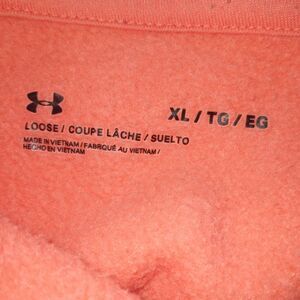 XL / TG / EG
LOOSE / COUPE LÂCHE / SUELTO
MADE IN VIETNAM / FABRIQUÉ AU VIETNAM /
HECHO EN VIETNAM